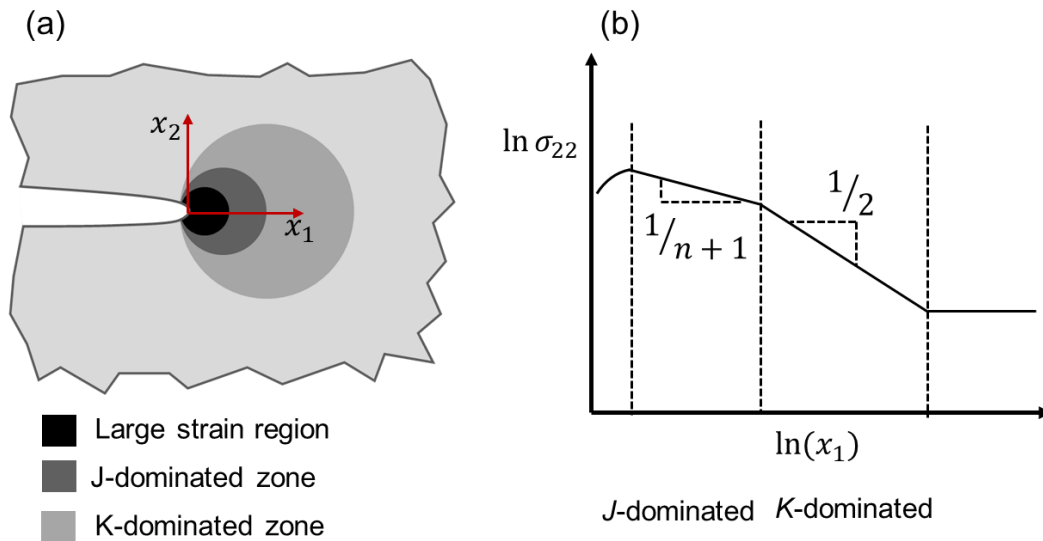 (a)
x₂
x₁
Large strain region
J-dominated zone
K-dominated zone
(b)
ln σ₂₂
1/n + 1
1/2
ln(x₁)
J-dominated K-dominated